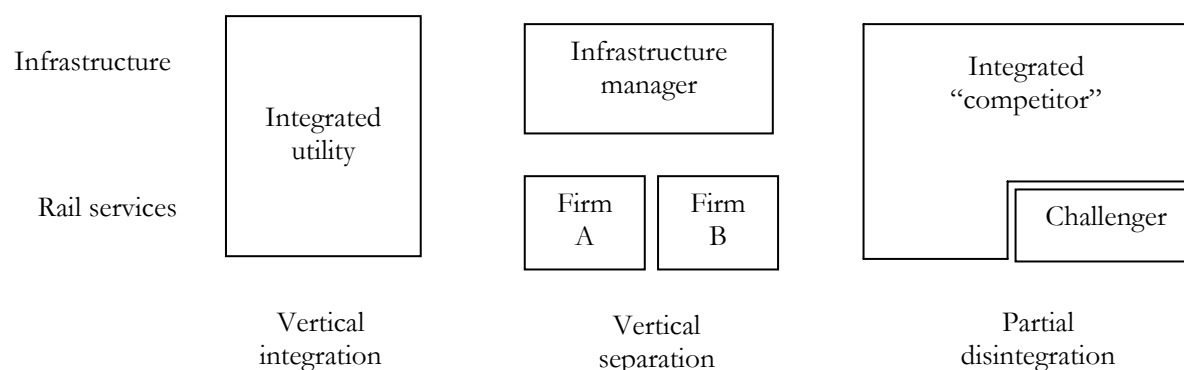 Infrastructure
Rail services
Integrated
utility
Vertical
integration
Infrastructure
manager
Firm
A
Firm
B
Vertical
separation
Integrated
“competitor”
Challenger
Partial
disintegration